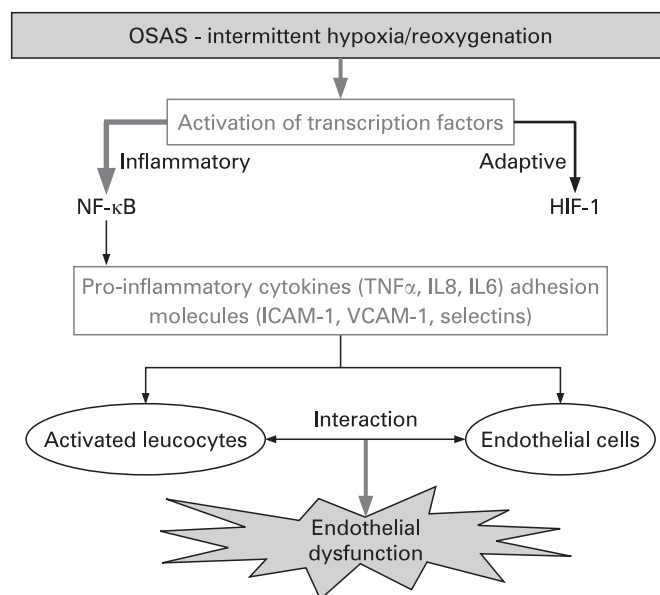 OSAS - intermittent hypoxia/reoxygenation
Activation of transcription factors
Inflammatory
Adaptive
NF-κB
HIF-1
Pro-inflammatory cytokines (TNFα, IL8, IL6) adhesion
molecules (ICAM-1, VCAM-1, selectins)
Interaction
Activated leucocytes
Endothelial cells
Endothelial
dysfunction